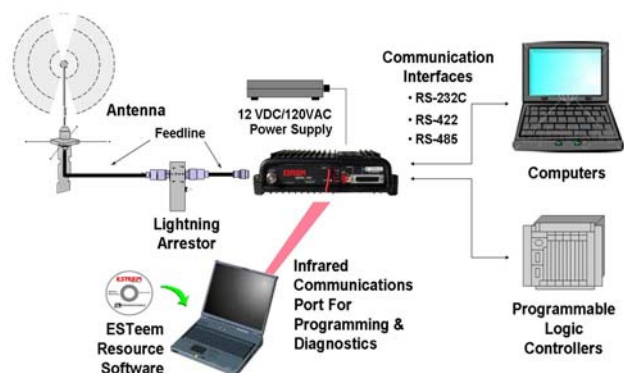 Antenna
Feedline
12 VDC/120VAC
Power Supply
Communication
Interfaces
• RS-232C
• RS-422
• RS-485
Computers
Lightning
Arrestor
ESTeem
Resource
Software
Infrared
Communications
Port For
Programming &
Diagnostics
Programmable
Logic
Controllers